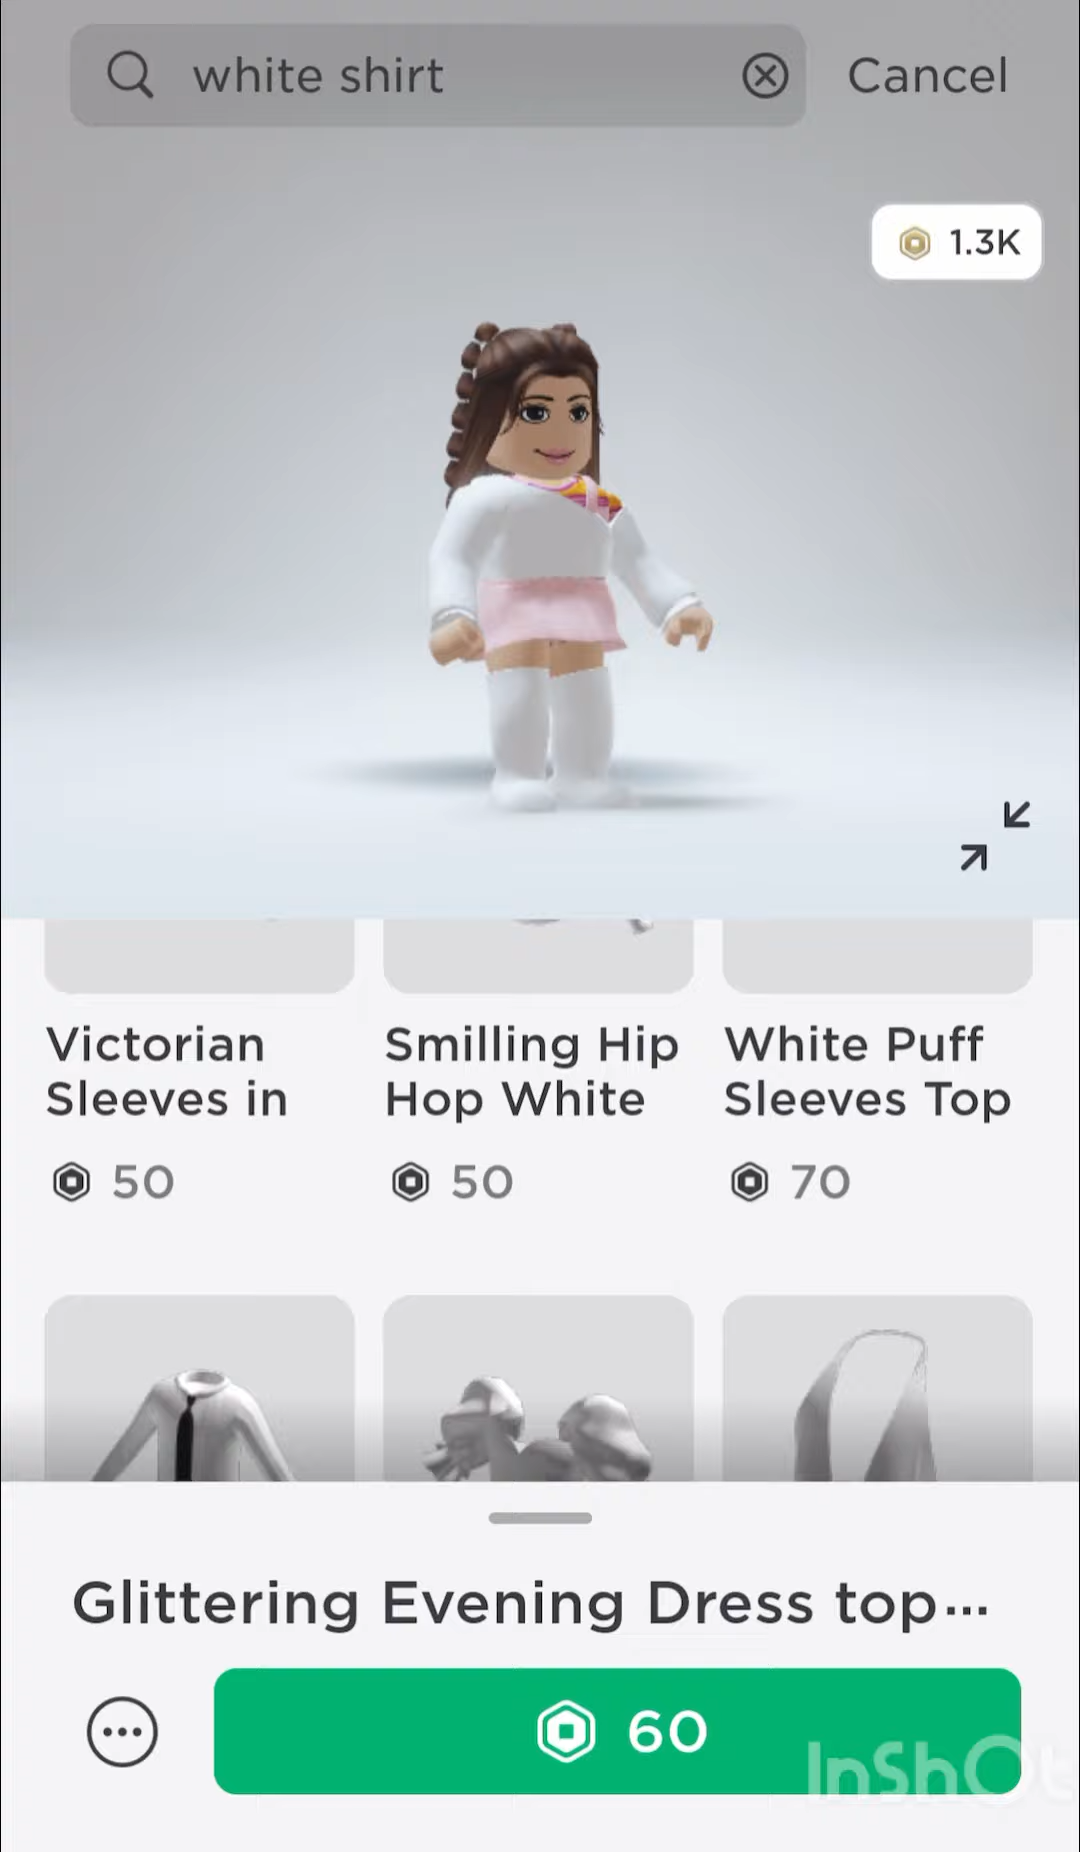 white shirt
Cancel
1.3K
Victorian
Sleeves in
50
Smilling Hip
Hop White
50
White Puff
Sleeves Top
70
Glittering Evening Dress top...
60
InShOt